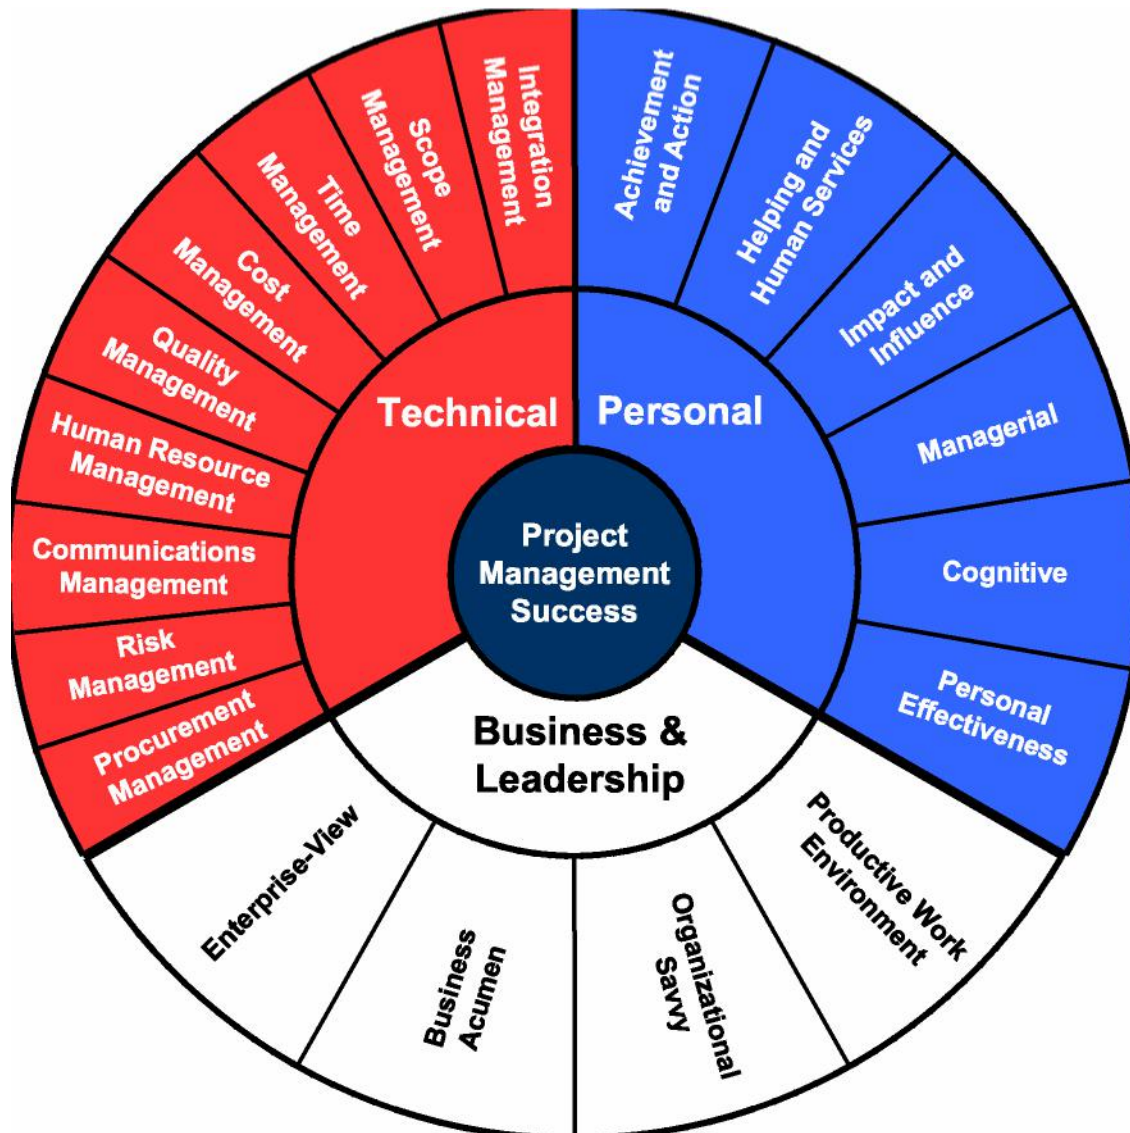 Integration
Management
Scope
Management
Time
Management
Cost
Management
Quality
Management
Human Resource
Management
Communications
Management
Risk
Management
Procurement
Management
Technical
Achievement
and Action
Helping and
Human Services
Impact and
Influence
Managerial
Cognitive
Personal
Effectiveness
Personal
Project
Management
Success
Business &
Leadership
Enterprise-View
Business
Acumen
Organizational
Savvy
Productive Work
Environment